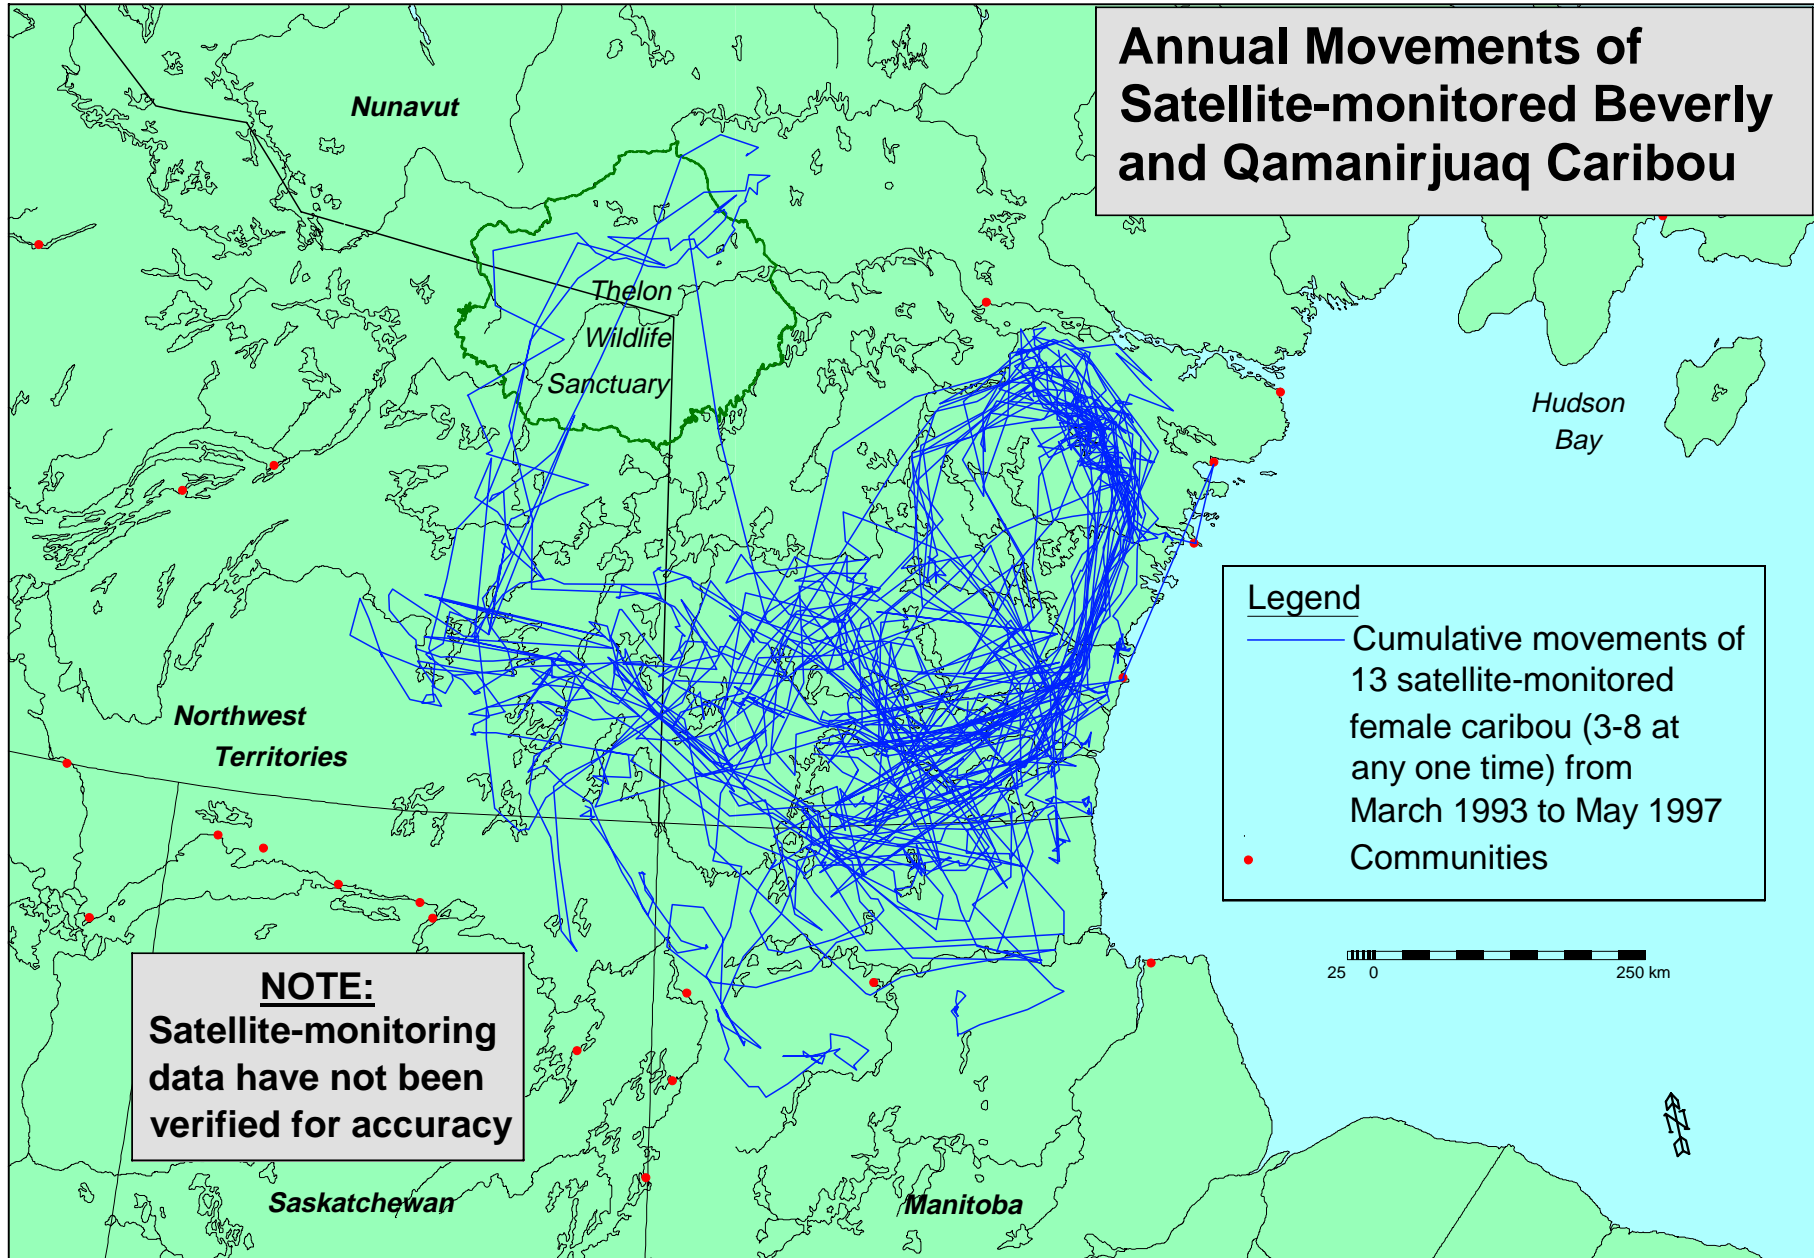 Annual Movements of
Satellite-monitored Beverly
and Qamanirjuaq Caribou
Nunavut
Thelon
Wildlife
Sanctuary
Hudson
Bay
Northwest
Territories
Legend
Cumulative movements of
13 satellite-monitored
female caribou (3-8 at
any one time) from
March 1993 to May 1997
Communities
25 0 250 km
NOTE:
Satellite-monitoring
data have not been
verified for accuracy
N
Saskatchewan
Manitoba